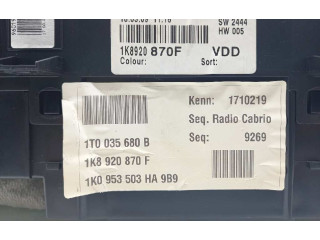 SW 2444
HW 005
1K8920 870F VDD
Colour: Sort:
Kenn: 1710219
Seq. Radio Cabrio
Seq: 9269
1T0 035 680 B
1K8 920 870 F
1K0 953 503 HA 9B9